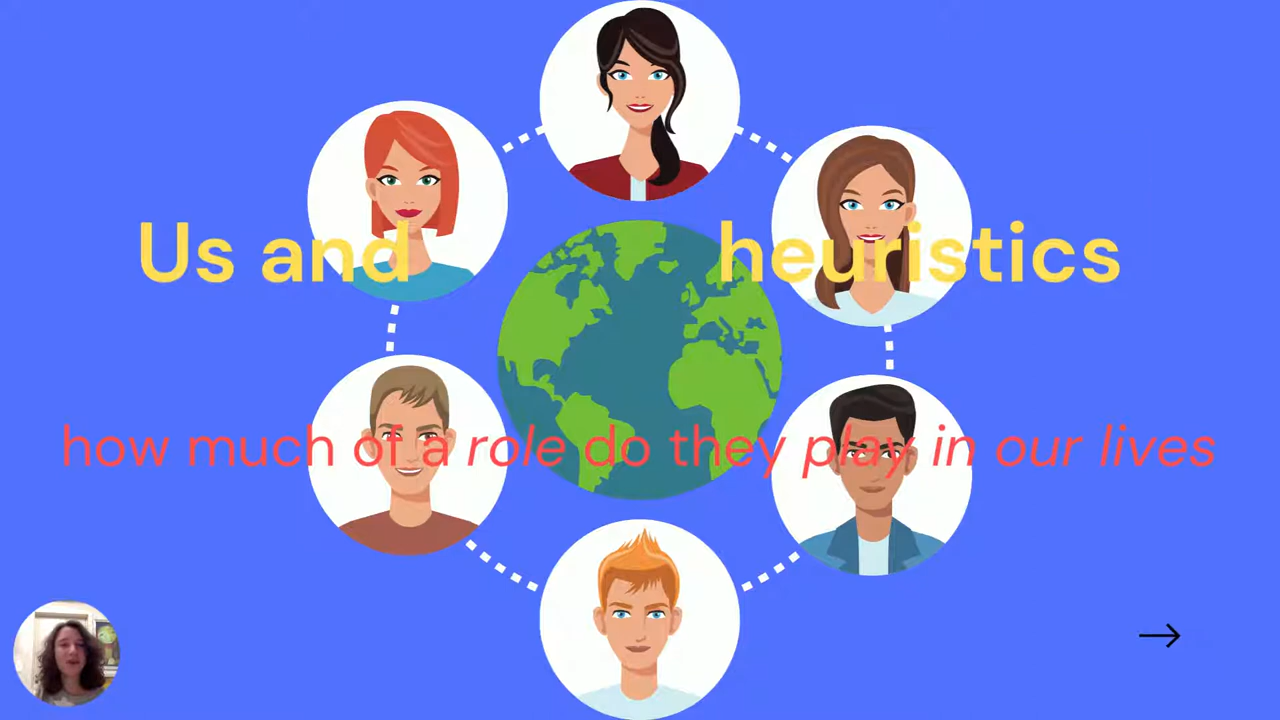 Us and heuristics
how much of a role do they play in our lives